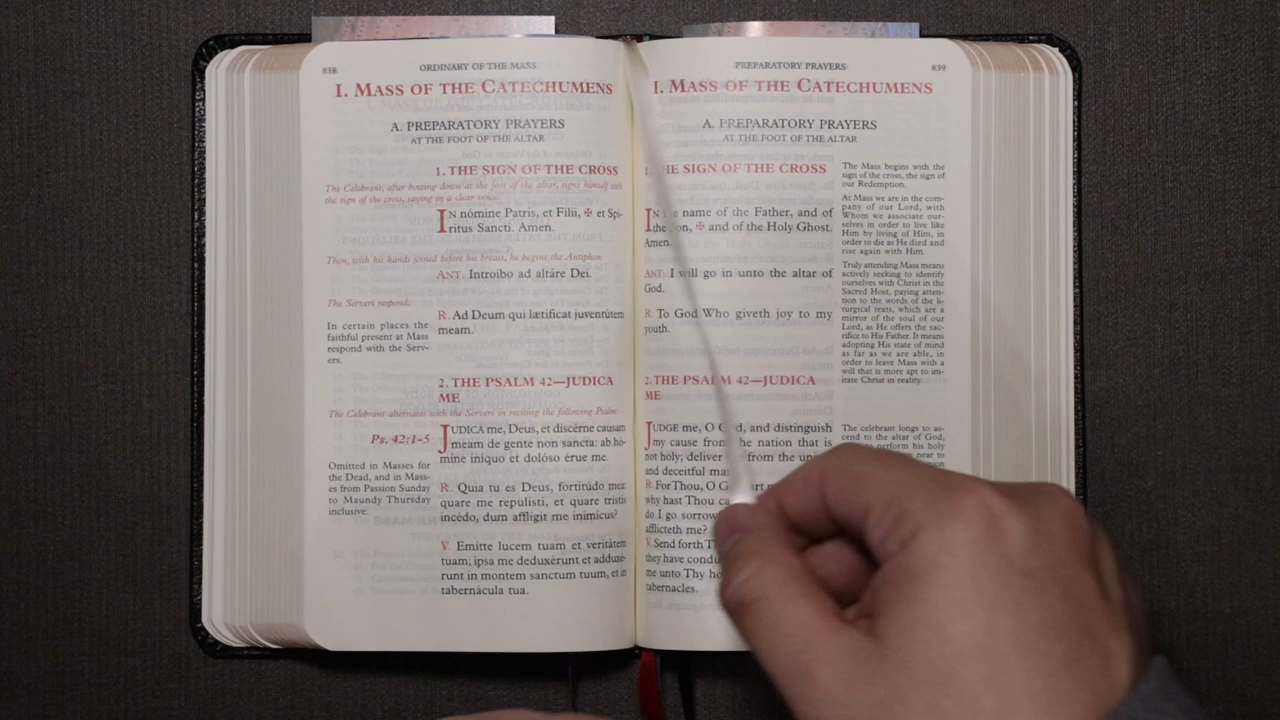 838
ORDINARY OF THE MASS
I. MASS OF THE CATECHUMENS
A. PREPARATORY PRAYERS
AT THE FOOT OF THE ALTAR
1. THE SIGN OF THE CROSS
The Celebrant, after bowing down at the foot of the altar, signs himself with
the sign of the cross, saying in a clear voice:
IN nómine Patris, et Fílii, ✠ et Spí-
ritus Sancti. Amen.
Then, with his hands joined before his breast, he begins the Antiphon:
ANT. Introíbo ad altáre Dei.
The Servers respond:
R. Ad Deum qui lætíficat juventútem
meam.
In certain places the
faithful present at Mass
respond with the Serv-
ers.
2. THE PSALM 42—JUDICA
ME
The Celebrant alternates with the Servers in reciting the following Psalm:
Ps. 42:1-5
JUDICA me, Deus, et discérne causam
meam de gente non sancta: ab hó-
mine iníquo et dolóso érue me.
Omitted in Masses for
the Dead, and in Mass-
es from Passion Sunday
to Maundy Thursday
inclusive.
R. Quia tu es Deus, fortitúdo mea:
quare me repulísti, et quare tristis
incédo, dum afflígit me inimícus?
V. Emítte lucem tuam et veritátem
tuam; ipsa me deduxérunt et adduxé-
runt in montem sanctum tuum, et in
tabernácula tua.
PREPARATORY PRAYERS
839
I. MASS OF THE CATECHUMENS
A. PREPARATORY PRAYERS
AT THE FOOT OF THE ALTAR
1. THE SIGN OF THE CROSS
IN the name of the Father, and of
the Son, ✠ and of the Holy Ghost.
Amen.
ANT. I will go in unto the altar of
God.
R. To God Who giveth joy to my
youth.
2. THE PSALM 42—JUDICA
ME
JUDGE me, O God, and distinguish
my cause from the nation that is
not holy; deliver from the
and deceitful
R. For Thou, O
why hast Thou
do I go
afflicteth me?
V. Send forth
they have
me unto Thy
tabernacles.
The Mass begins with the
sign of the cross, the sign of
our Redemption.
At Mass we are in the com-
pany of our Lord, with
Whom we associate our-
selves in order to live like
Him by living of Him, in
order to die as He died and
rise again with Him.
Truly attending Mass means
actively seeking to identify
ourselves with Christ in the
Sacred Host, paying atten-
tion to the words of the li-
turgical texts, which are a
mirror of the soul of our
Lord, as He offers the sac-
rifice to His Father. It means
adopting His state of mind
as far as we are able, in
order to leave Mass with a
will that is more apt to im-
itate Christ in reality.
The celebrant longs to as-
cend to the altar of God,
to perform his holy
near to